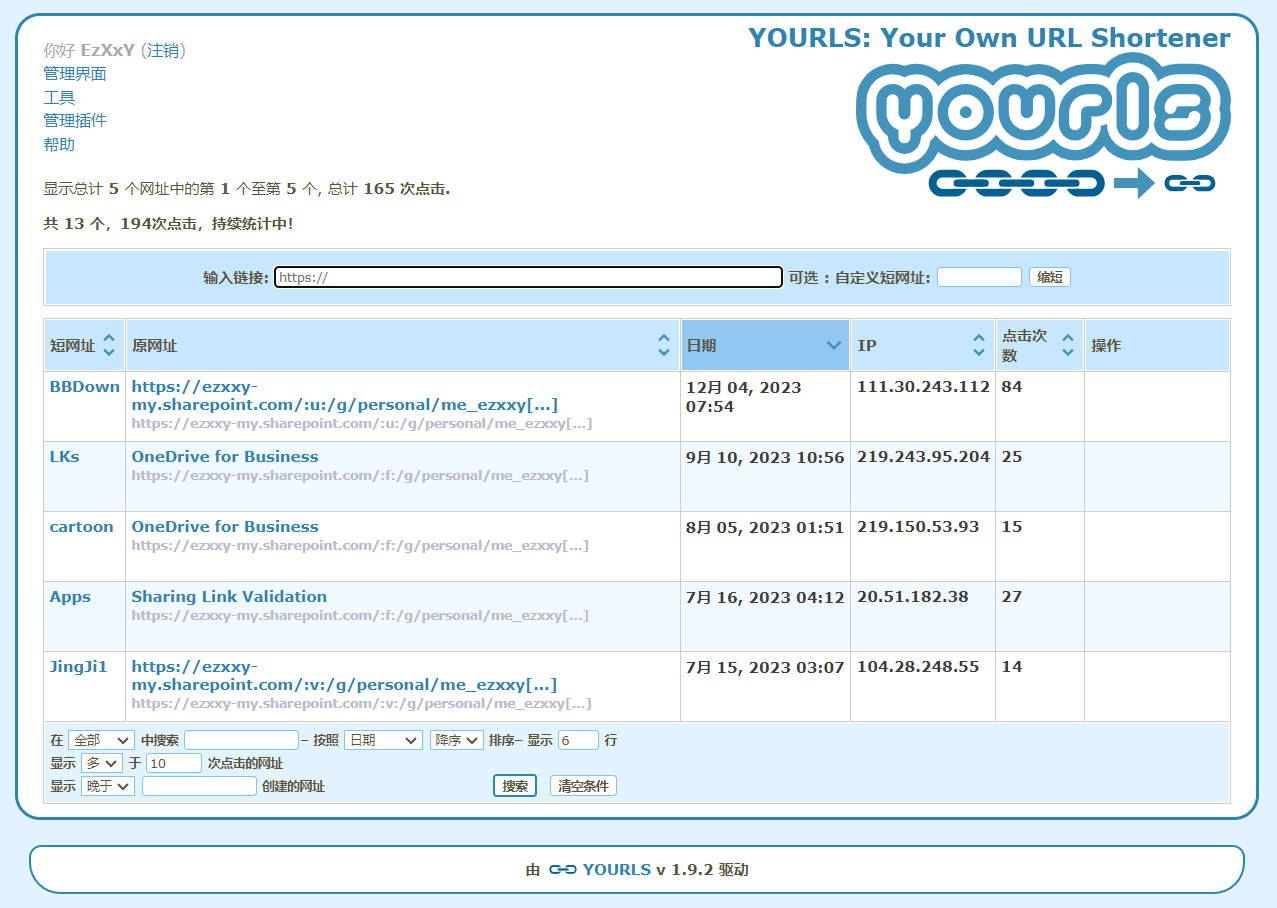 YOURLS: Your Own URL Shortener
yourls
你好 EzXxY (注销)
管理界面
工具
管理插件
帮助
显示总计 5 个网址中的第 1 个至第 5 个, 总计 165 次点击.
共 13 个，194次点击，持续统计中！
输入链接: https:// 可选 : 自定义短网址: 缩短
短网址 原网址 日期 IP 点击次数 操作
BBDown https://ezxxy-
my.sharepoint.com/:u:/g/personal/me_ezxxy[...]
https://ezxxy-my.sharepoint.com/:u:/g/personal/me_ezxxy[...]
12月 04, 2023
07:54
111.30.243.112 84
LKs OneDrive for Business 9月 10, 2023 10:56 219.243.95.204 25
https://ezxxy-my.sharepoint.com/:f:/g/personal/me_ezxxy[...]
cartoon OneDrive for Business 8月 05, 2023 01:51 219.150.53.93 15
https://ezxxy-my.sharepoint.com/:f:/g/personal/me_ezxxy[...]
Apps Sharing Link Validation 7月 16, 2023 04:12 20.51.182.38 27
https://ezxxy-my.sharepoint.com/:f:/g/personal/me_ezxxy[...]
JingJi1 https://ezxxy-
my.sharepoint.com/:v:/g/personal/me_ezxxy[...]
https://ezxxy-my.sharepoint.com/:v:/g/personal/me_ezxxy[...]
7月 15, 2023 03:07 104.28.248.55 14
在 全部 中搜索 – 按照 日期 降序 排序– 显示 6 行
显示 多 于 10 次点击的网址
显示 晚于 创建的网址 搜索 清空条件
由 YOURLS v 1.9.2 驱动